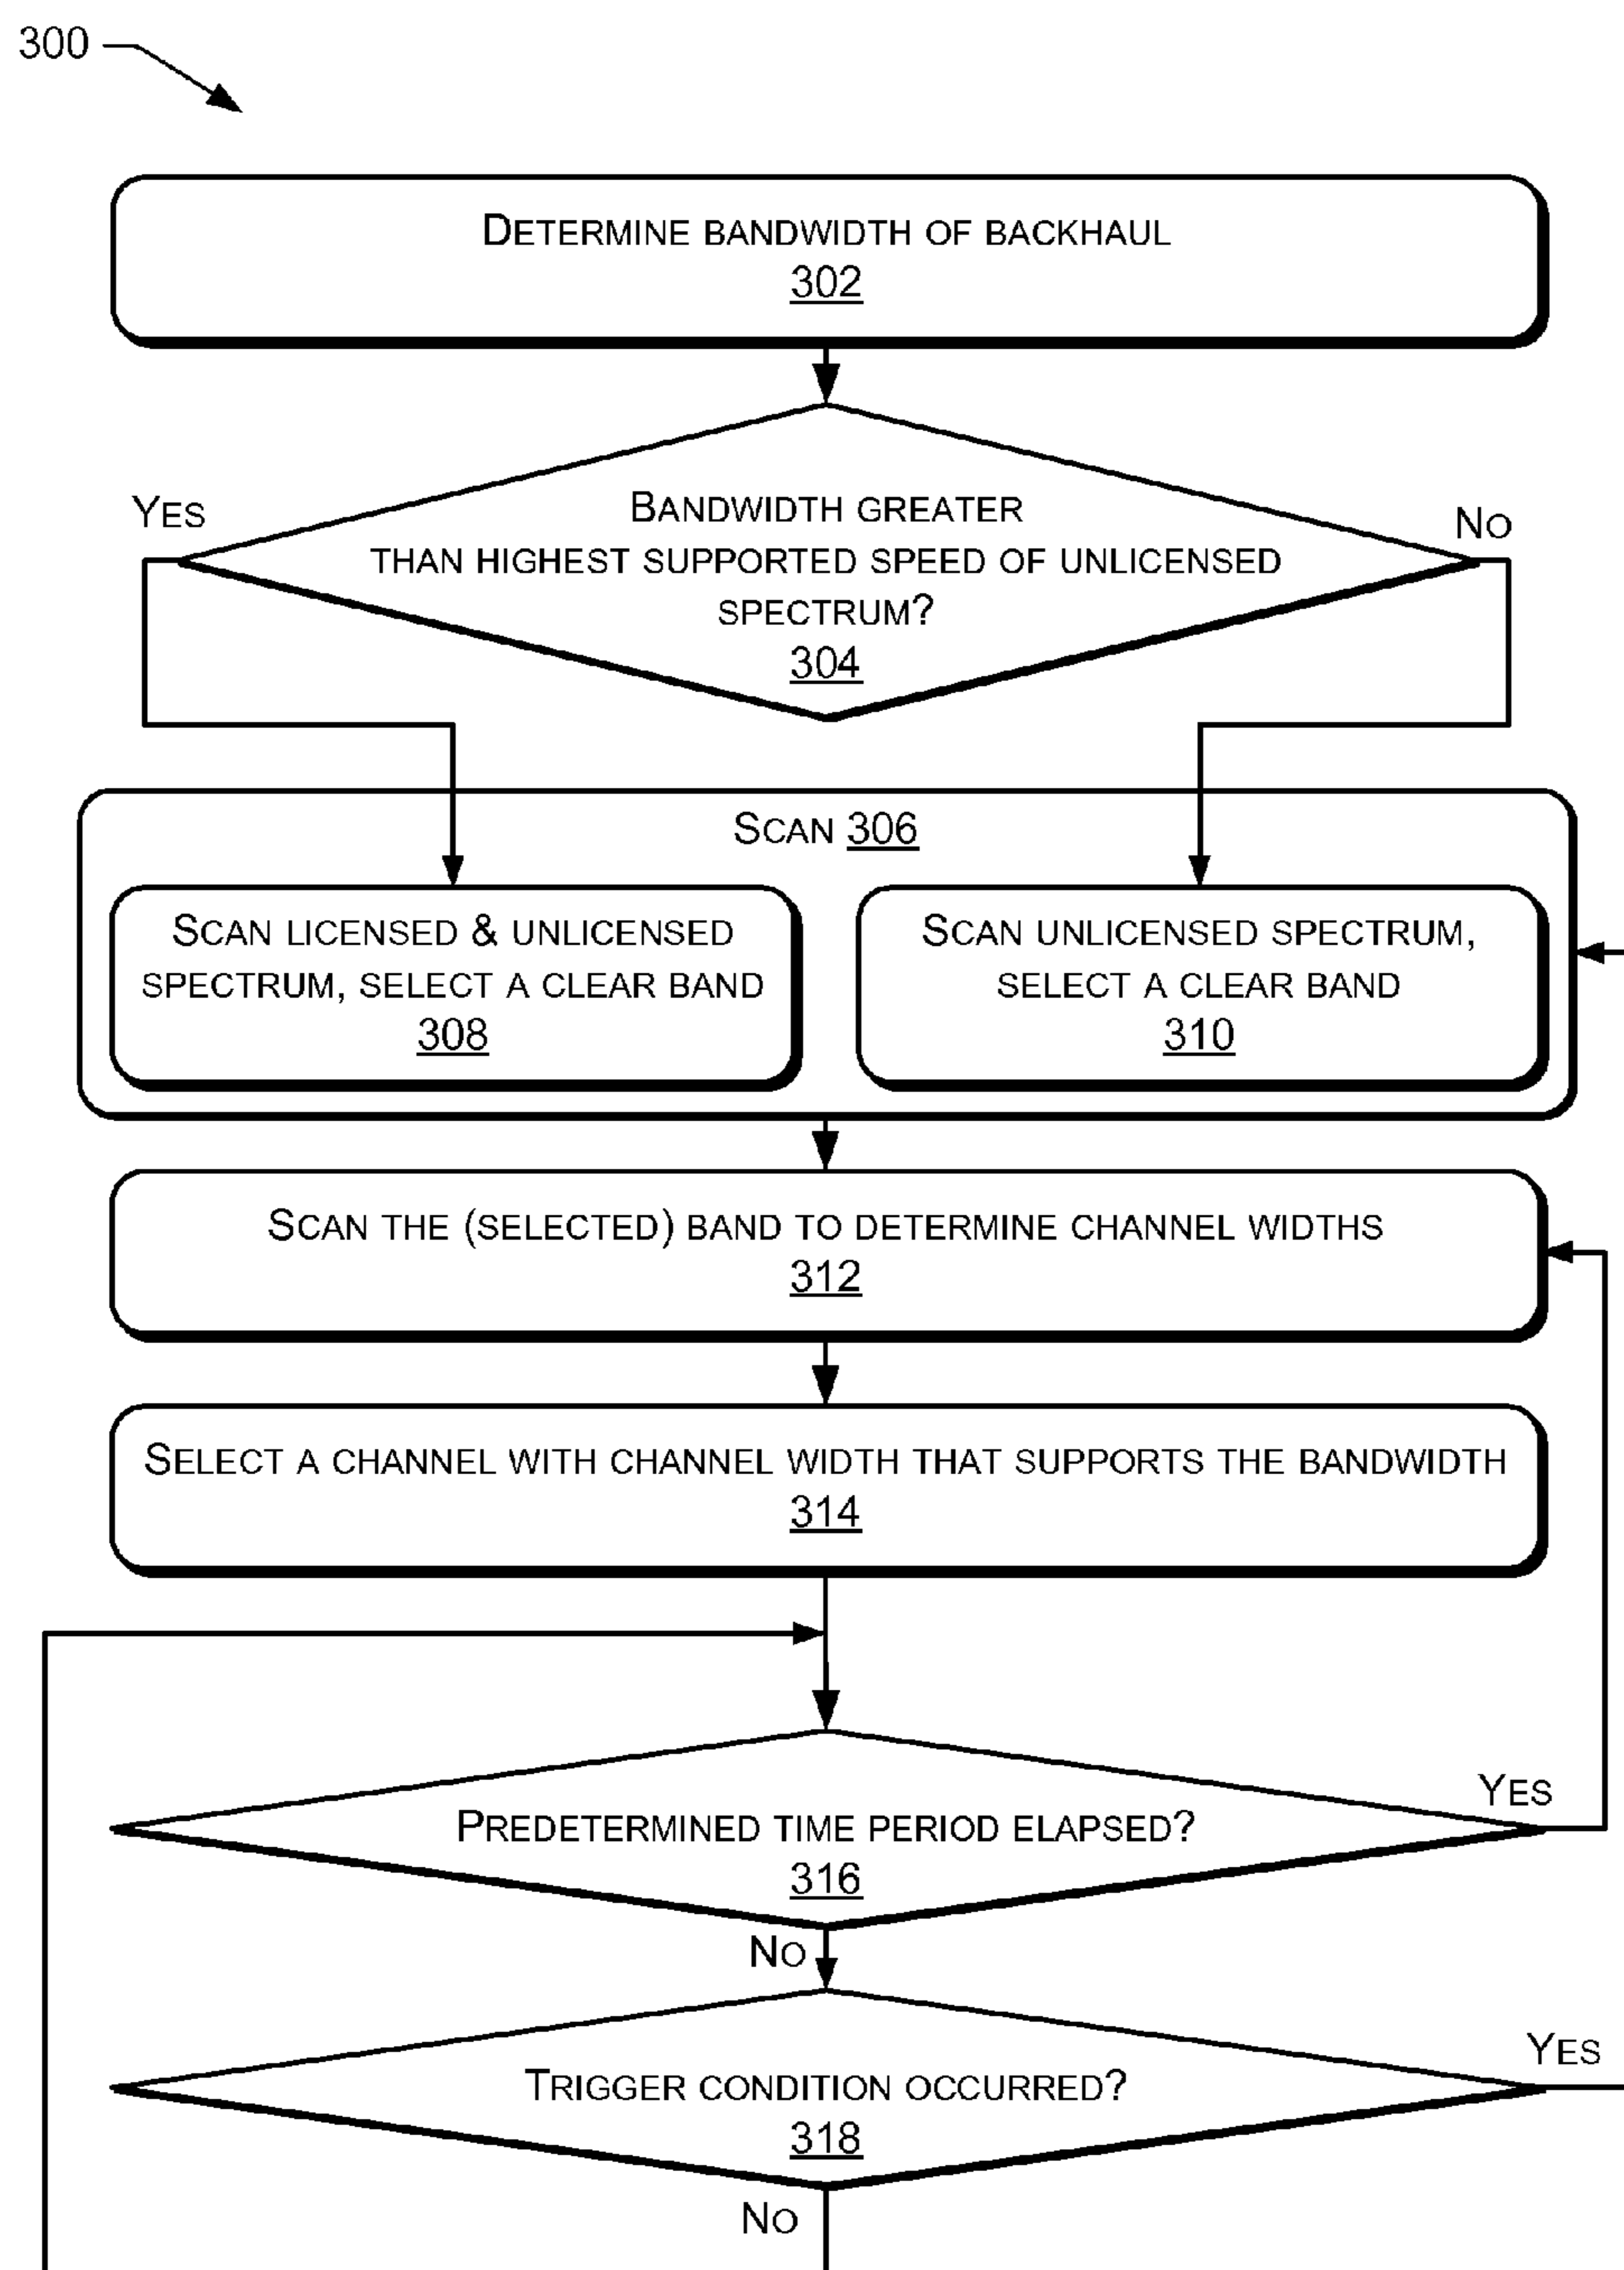 300
DETERMINE BANDWIDTH OF BACKHAUL
302
YES
NO
BANDWIDTH GREATER
THAN HIGHEST SUPPORTED SPEED OF UNLICENSED
SPECTRUM?
304
SCAN 306
SCAN LICENSED & UNLICENSED
SPECTRUM, SELECT A CLEAR BAND
308
SCAN UNLICENSED SPECTRUM,
SELECT A CLEAR BAND
310
SCAN THE (SELECTED) BAND TO DETERMINE CHANNEL WIDTHS
312
SELECT A CHANNEL WITH CHANNEL WIDTH THAT SUPPORTS THE BANDWIDTH
314
YES
PREDETERMINED TIME PERIOD ELAPSED?
316
NO
YES
TRIGGER CONDITION OCCURRED?
318
NO